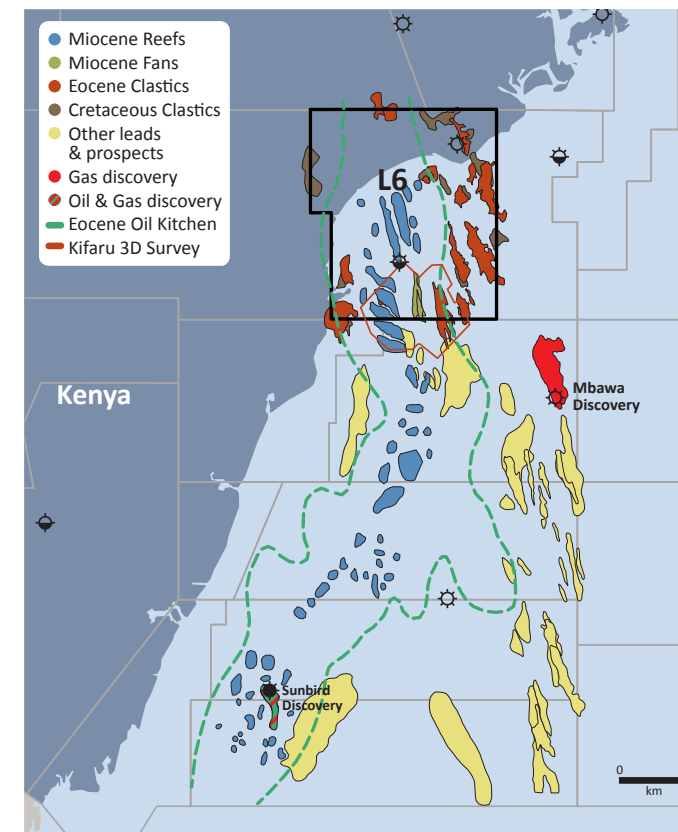 Miocene Reefs
Miocene Fans
Eocene Clastics
Cretaceous Clastics
Other leads
& prospects
Gas discovery
Oil & Gas discovery
Eocene Oil Kitchen
Kifaru 3D Survey
L6
Kenya
Mbawa
Discovery
Sunbird
Discovery
0
km